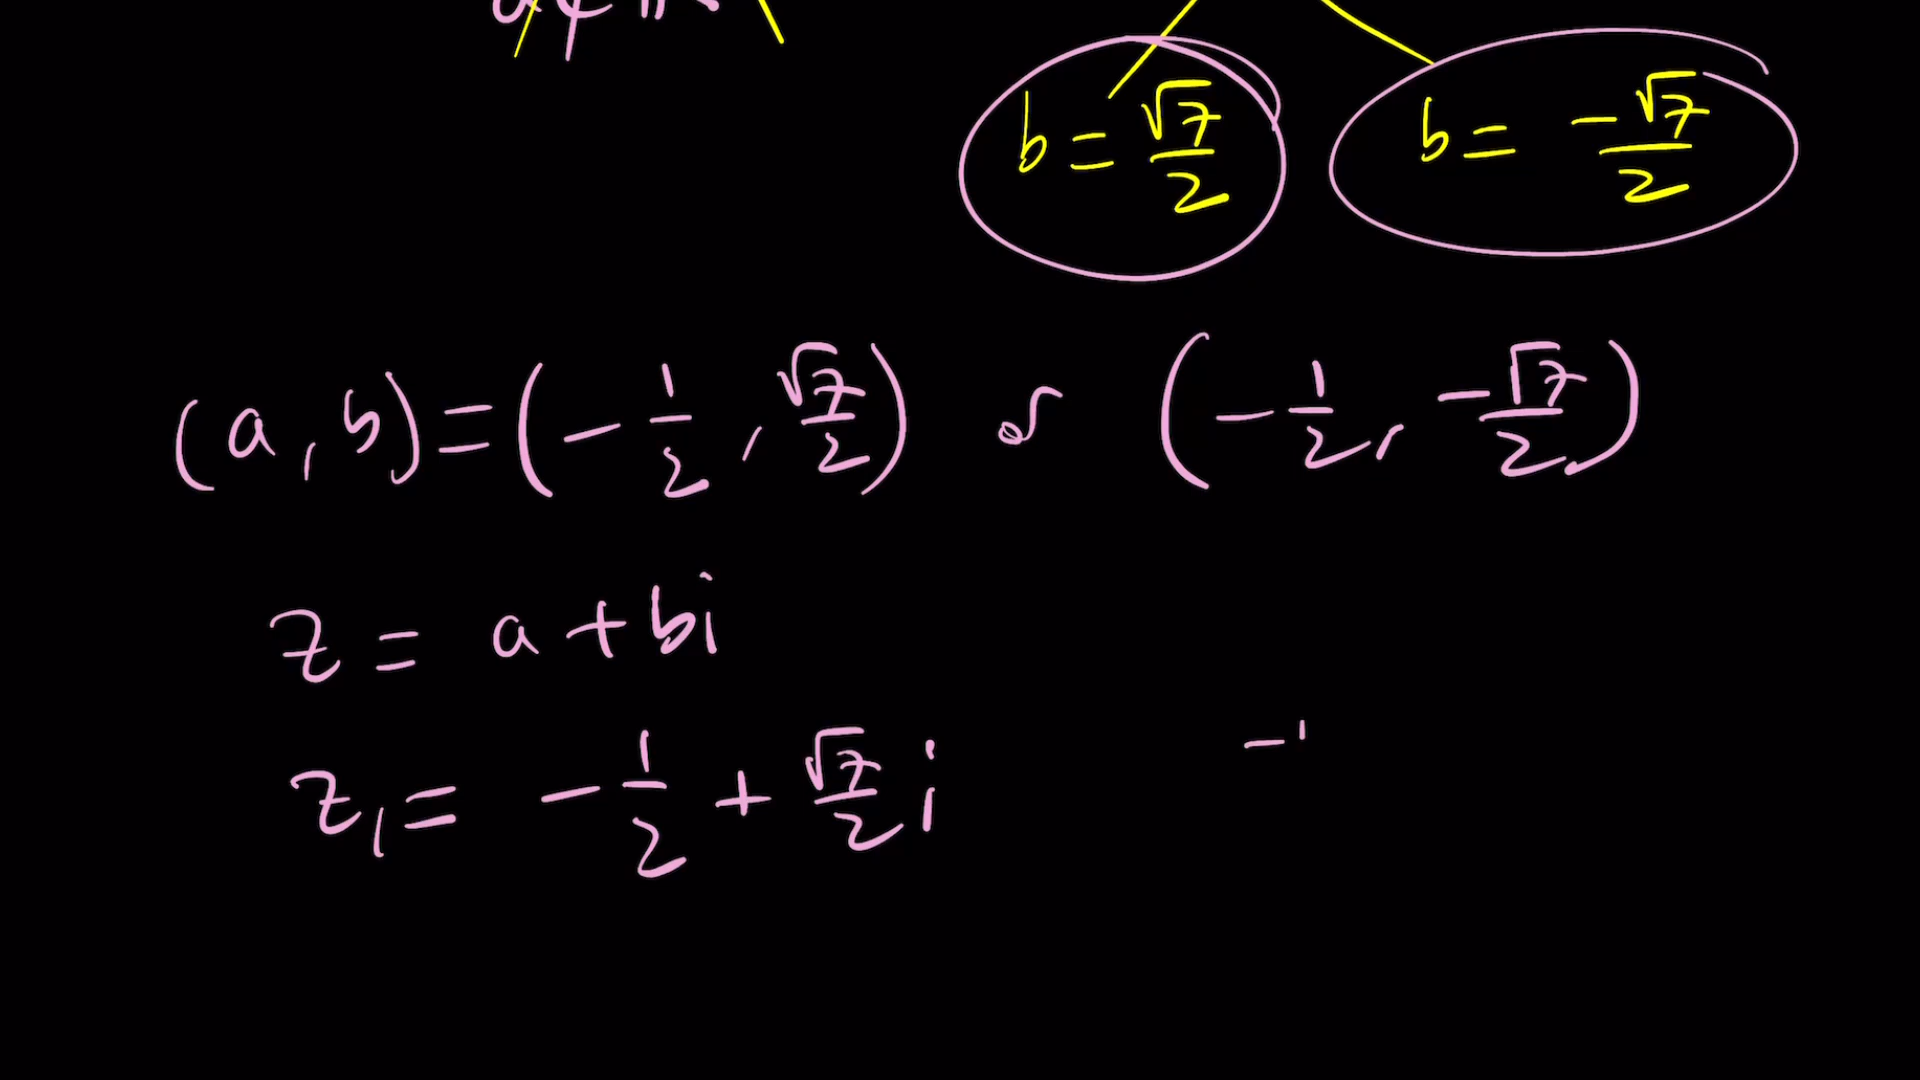 b = √7/2 b = -√7/2
(a, b) = (-1/2, √7/2) or (-1/2, -√7/2)
z = a + bi
z₁ = -1/2 + √7/2 i -1